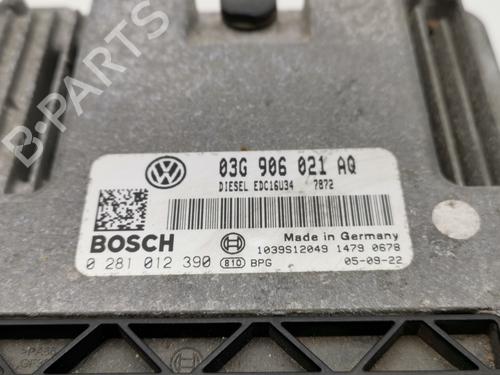 B-PARTS
03G 906 021 AQ
DIESEL EDC16U34 7872
BOSCH
Made in Germany
1039S12049 1479 0678
0 281 012 390 810 BPG 05-09-22